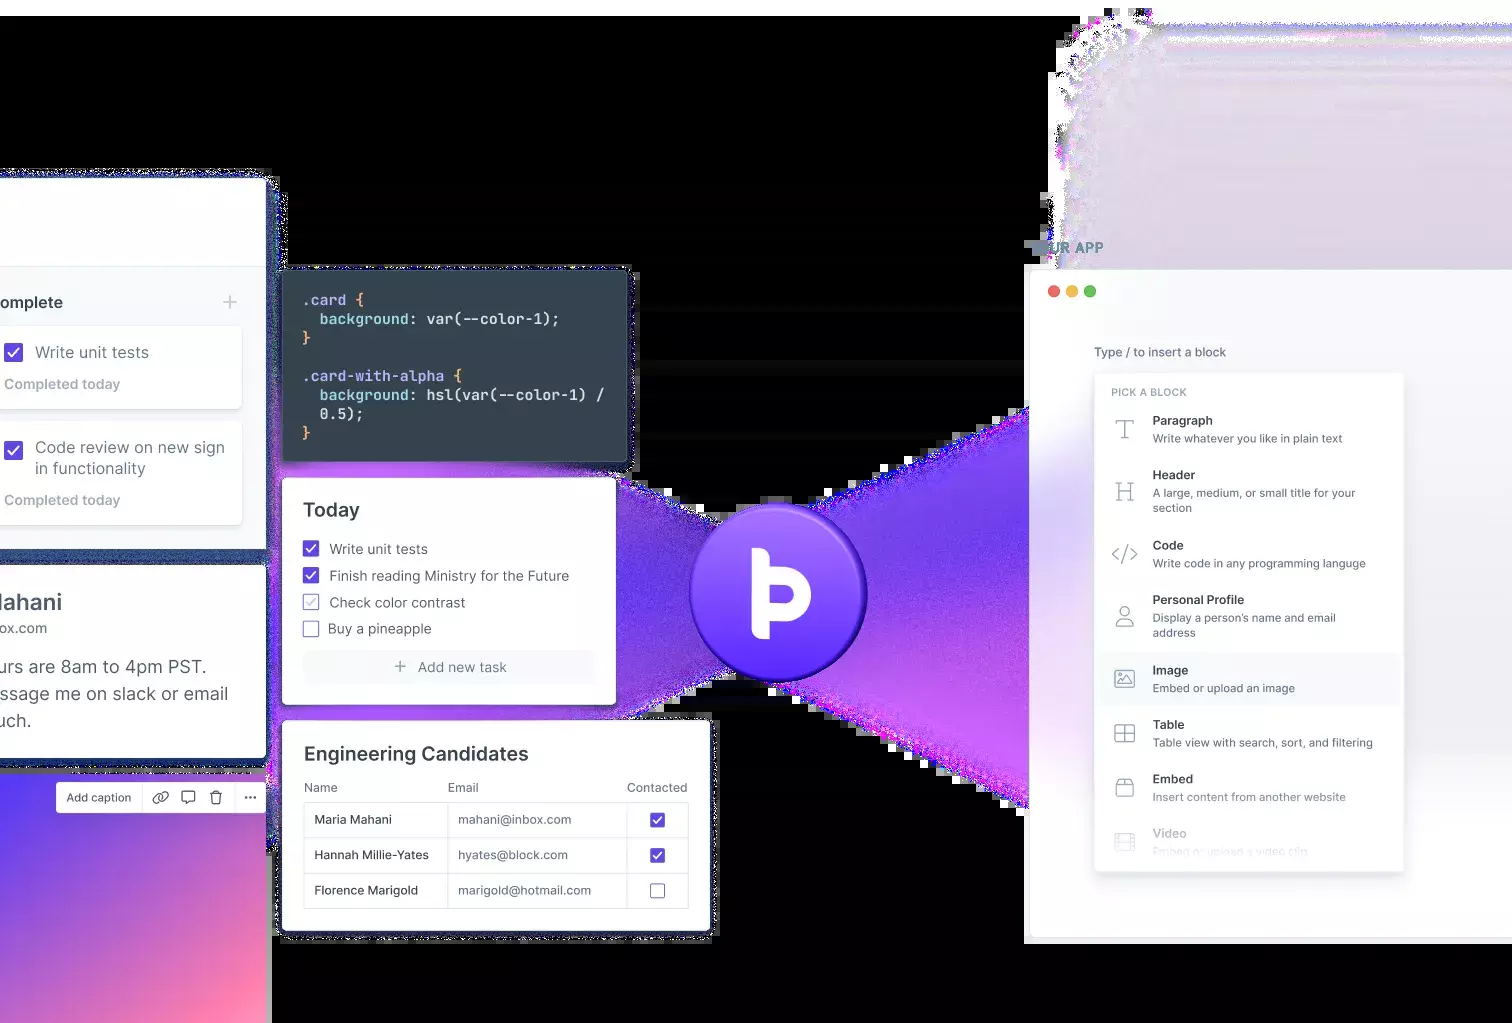 omplete
Write unit tests
Completed today
Code review on new sign
in functionality
Completed today
ahani
ox.com
urs are 8am to 4pm PST.
ssage me on slack or email
uch.
Add caption
.card {
background: var(--color-1);
}
.card-with-alpha {
background: hsl(var(--color-1) /
0.5);
}
Today
Write unit tests
Finish reading Ministry for the Future
Check color contrast
Buy a pineapple
+ Add new task
Engineering Candidates
Name Email Contacted
Maria Mahani mahani@inbox.com
Hannah Millie-Yates hyates@block.com
Florence Marigold marigold@hotmail.com
UR APP
Type / to insert a block
PICK A BLOCK
Paragraph
Write whatever you like in plain text
Header
A large, medium, or small title for your
section
Code
Write code in any programming languge
Personal Profile
Display a person's name and email
address
Image
Embed or upload an image
Table
Table view with search, sort, and filtering
Embed
Insert content from another website
Video
Embed or upload a video clip